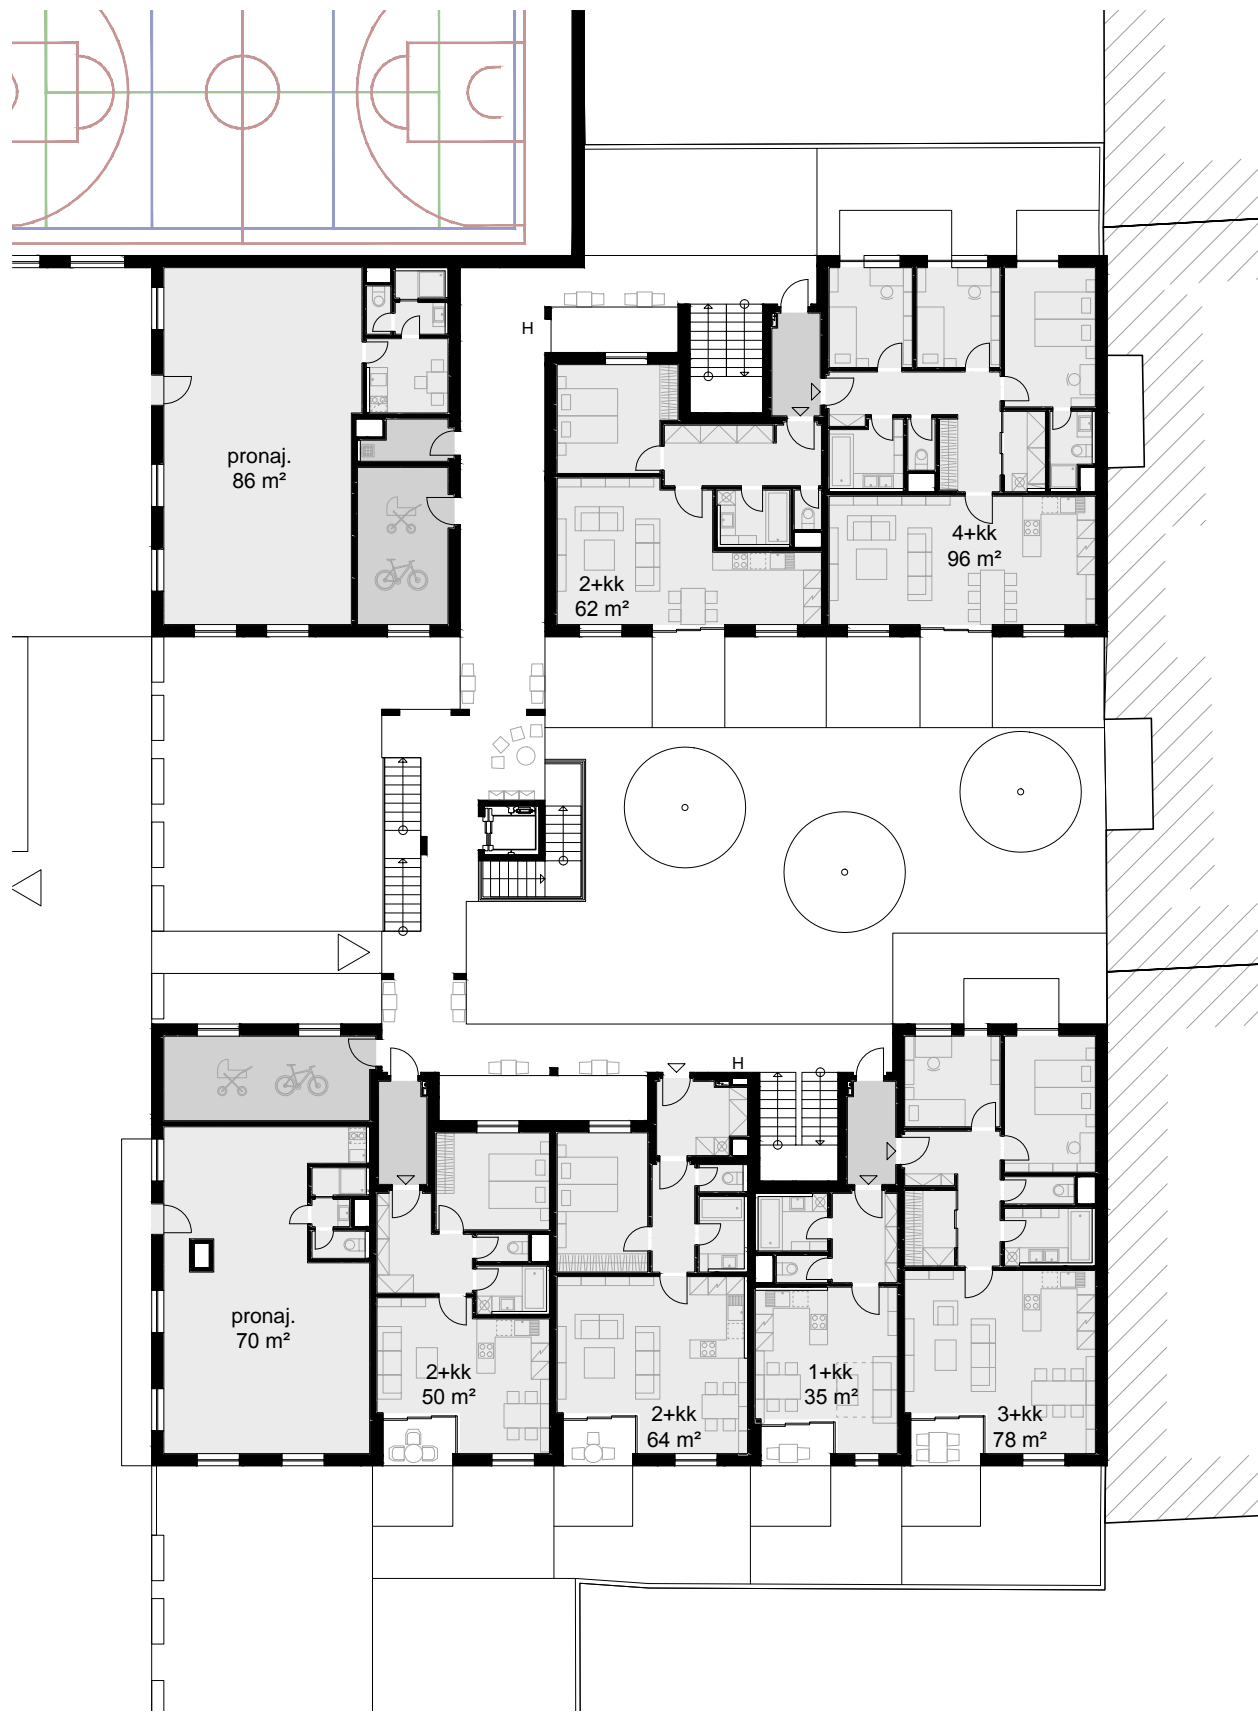 H
pronaj.
86 m²
4+kk
96 m²
2+kk
62 m²
H
pronaj.
70 m²
2+kk
50 m²
2+kk
64 m²
1+kk
35 m²
3+kk
78 m²